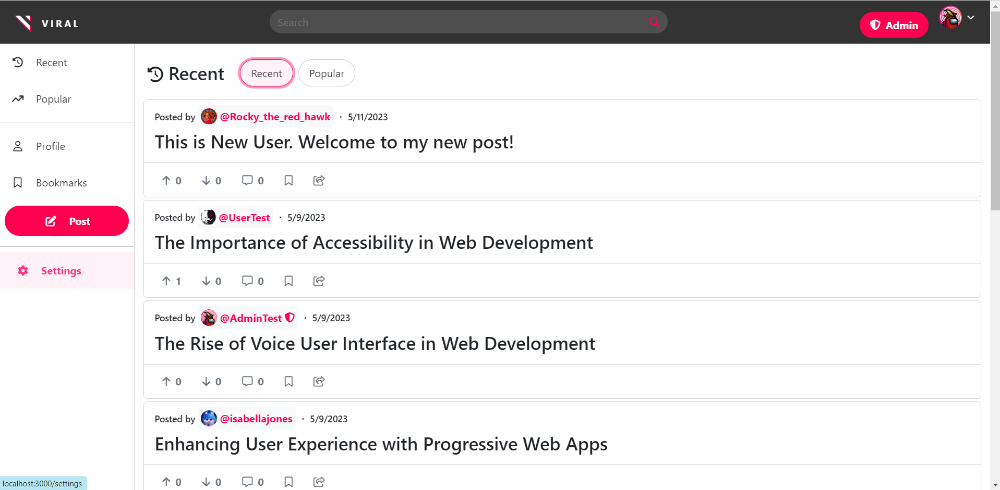 VIRAL
Search
Admin
Recent
Popular
Profile
Bookmarks
Post
Settings
Recent
Recent
Popular
Posted by @Rocky_the_red_hawk · 5/11/2023
This is New User. Welcome to my new post!
0 0 0
Posted by @UserTest · 5/9/2023
The Importance of Accessibility in Web Development
1 0 0
Posted by @AdminTest · 5/9/2023
The Rise of Voice User Interface in Web Development
0 0 0
Posted by @isabellajones · 5/9/2023
Enhancing User Experience with Progressive Web Apps
0 0 0
localhost:3000/settings